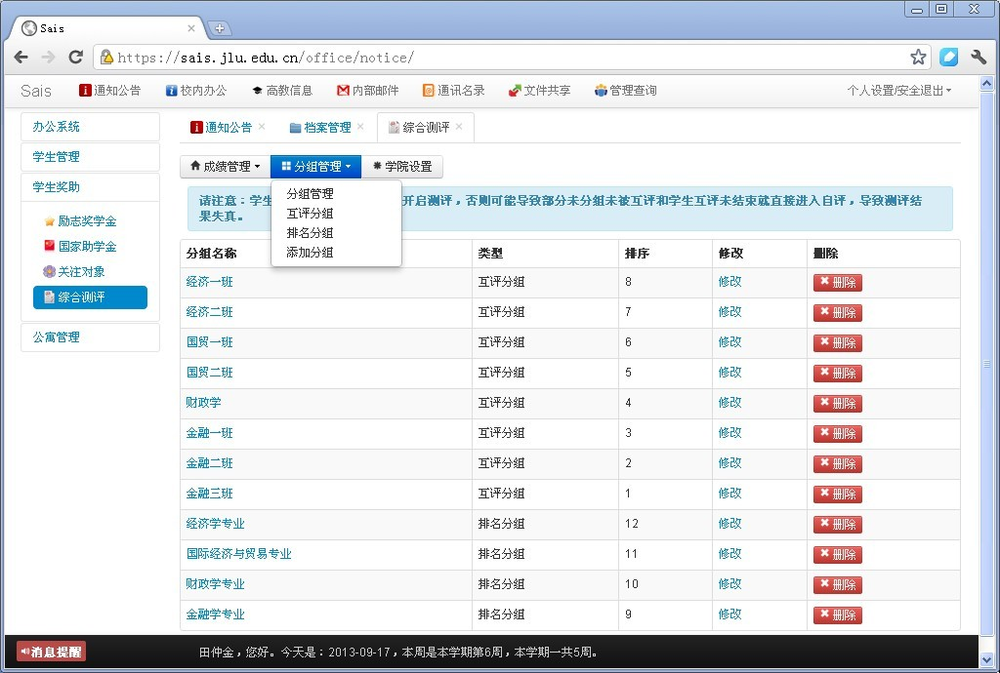 Sais
https://sais.jlu.edu.cn/office/notice/
Sais 通知公告 校内办公 高教信息 内部邮件 通讯名录 文件共享 管理查询 个人设置/安全退出
办公系统
学生管理
学生奖助
励志奖学金
国家助学金
关注对象
综合测评
公寓管理
通知公告 档案管理 综合测评
成绩管理 分组管理 学院设置
分组管理
互评分组
排名分组
添加分组
请注意：学生 开启测评，否则可能导致部分未分组未被互评和学生互评未结束就直接进入自评，导致测评结
果失真。
分组名称 类型 排序 修改 删除
经济一班 互评分组 8 修改 删除
经济二班 互评分组 7 修改 删除
国贸一班 互评分组 6 修改 删除
国贸二班 互评分组 5 修改 删除
财政学 互评分组 4 修改 删除
金融一班 互评分组 3 修改 删除
金融二班 互评分组 2 修改 删除
金融三班 互评分组 1 修改 删除
经济学专业 排名分组 12 修改 删除
国际经济与贸易专业 排名分组 11 修改 删除
财政学专业 排名分组 10 修改 删除
金融学专业 排名分组 9 修改 删除
消息提醒 田仲金，您好。今天是：2013-09-17，本周是本学期第6周，本学期一共5周。